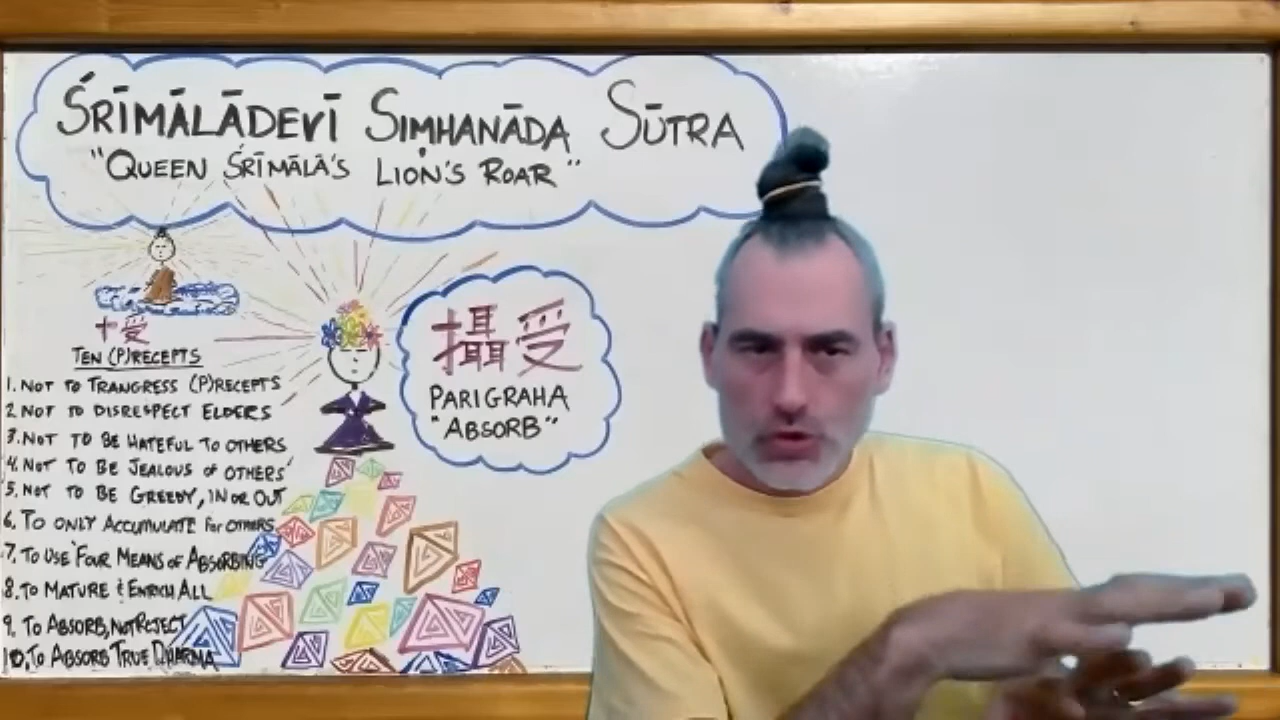 ŚRĪMĀLĀDEVĪ SIṂHANĀDA SŪTRA
"QUEEN ŚRĪMĀLĀ'S LION'S ROAR"
十受
TEN (P)RECEPTS
1. NOT TO TRANGRESS (P)RECEPTS
2. NOT TO DISRESPECT ELDERS
3. NOT TO BE HATEFUL TO OTHERS
4. NOT TO BE JEALOUS of OTHERS'
5. NOT TO BE GREEDY, IN OR OUT
6. TO ONLY ACCUMULATE for OTHERS
7. TO USE 'FOUR MEANS OF ABSORBING'
8. TO MATURE & ENRICH ALL
9. TO ABSORB, NOT REJECT
10. TO ABSORB TRUE DHARMA
攝受
PARIGRAHA
"ABSORB"